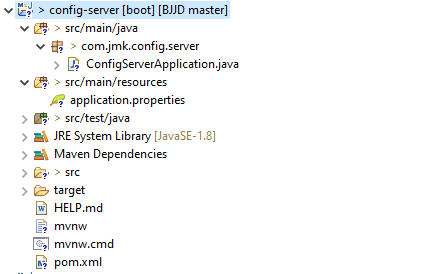 > config-server [boot] [BJJD master]
> src/main/java
> com.jmk.config.server
> ConfigServerApplication.java
> src/main/resources
application.properties
> src/test/java
JRE System Library [JavaSE-1.8]
Maven Dependencies
> src
target
HELP.md
mvnw
mvnw.cmd
pom.xml